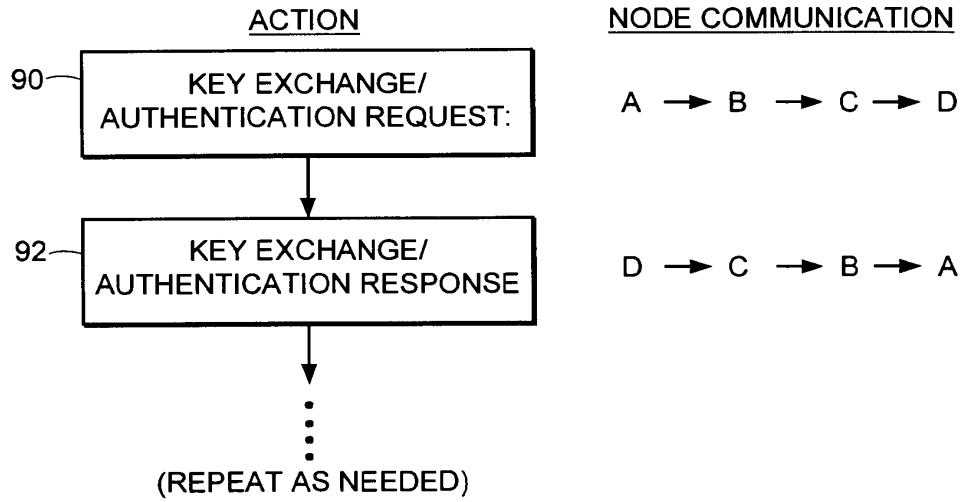 ACTION
NODE COMMUNICATION
90
KEY EXCHANGE/
AUTHENTICATION REQUEST:
A → B → C → D
92
KEY EXCHANGE/
AUTHENTICATION RESPONSE
D → C → B → A
(REPEAT AS NEEDED)